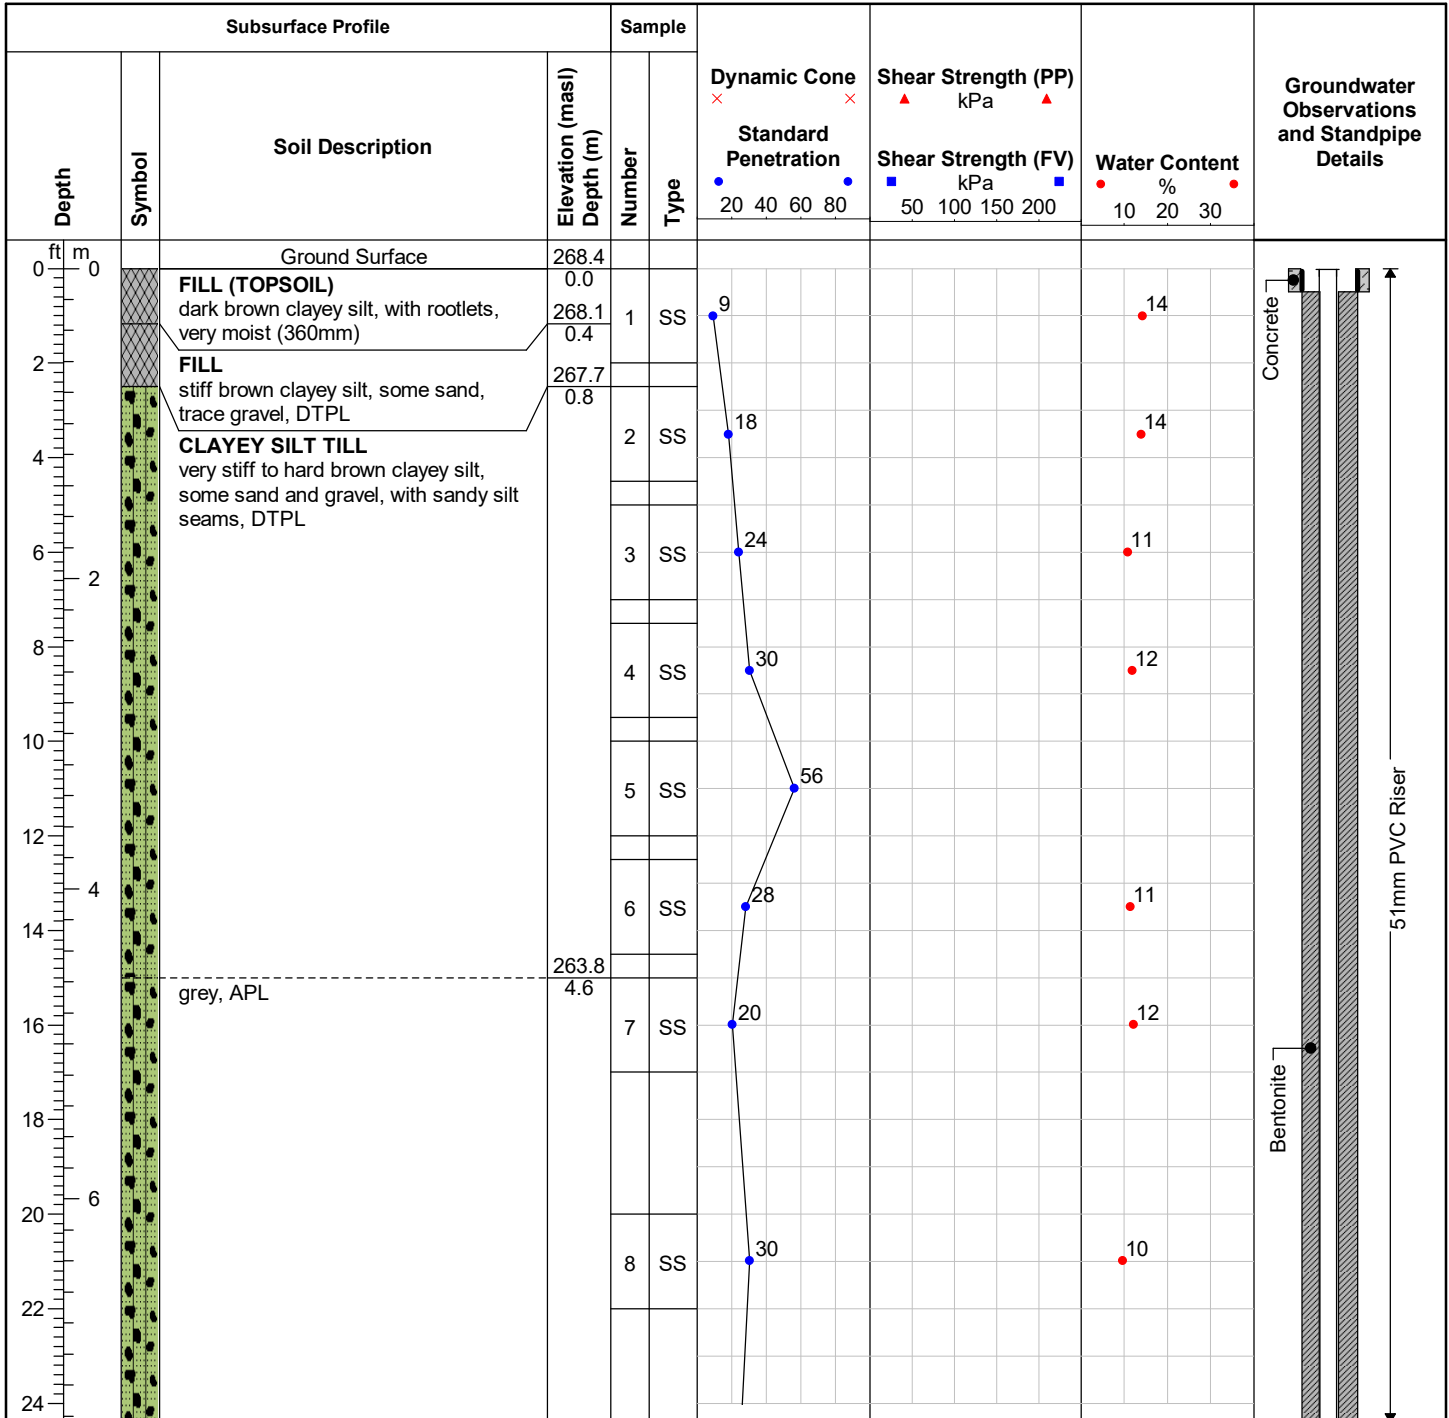 Subsurface Profile
Sample
Depth
Symbol
Soil Description
Elevation (masl)
Depth (m)
Number
Type
Dynamic Cone
Standard
Penetration
20 40 60 80
Shear Strength (PP)
kPa
Shear Strength (FV)
kPa
50 100 150 200
Water Content
%
10 20 30
Groundwater
Observations
and Standpipe
Details
ft m
Ground Surface
268.4
0 0
0.0
FILL (TOPSOIL)
dark brown clayey silt, with rootlets,
very moist (360mm)
268.1
0.4
1 SS
9
14
FILL
stiff brown clayey silt, some sand,
trace gravel, DTPL
267.7
0.8
2
CLAYEY SILT TILL
very stiff to hard brown clayey silt,
some sand and gravel, with sandy silt
seams, DTPL
2 SS
18
14
4
3 SS
24
11
6
2
8
4 SS
30
12
10
5 SS
56
12
4
6 SS
28
11
14
263.8
4.6
grey, APL
7 SS
20
12
16
18
6
20
8 SS
30
10
22
24
Concrete
Bentonite
51mm PVC Riser